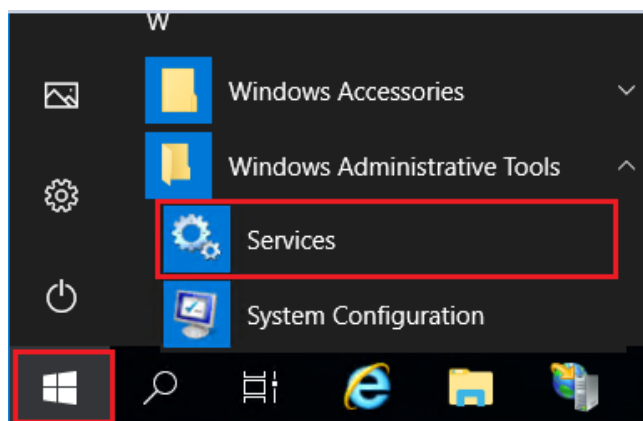 W
Windows Accessories
Windows Administrative Tools
Services
System Configuration